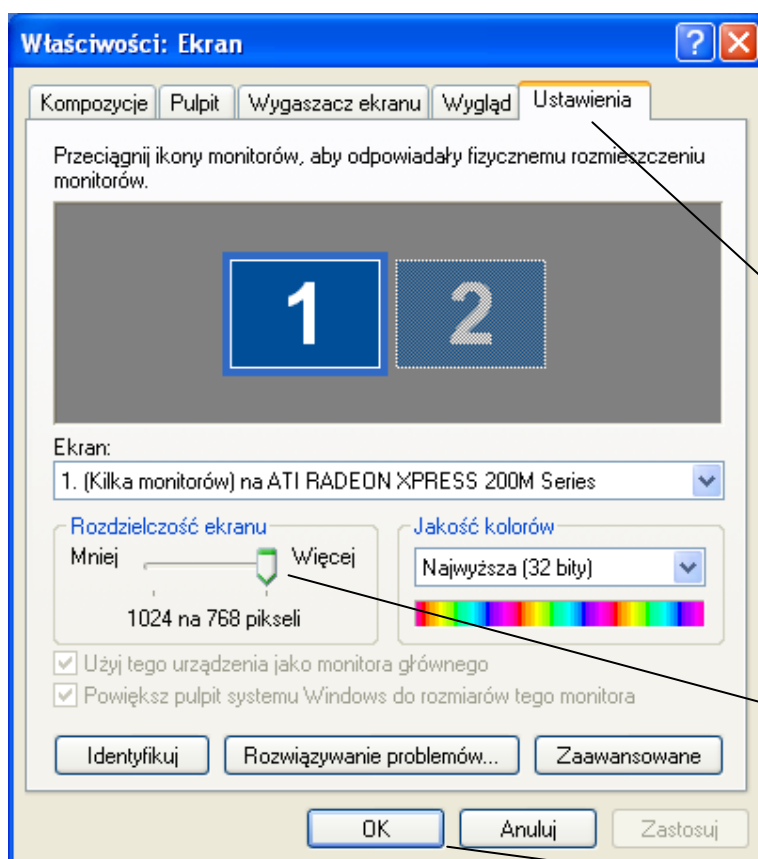 Właściwości: Ekran
Kompozycje Pulpit Wygaszacz ekranu Wygląd Ustawienia
Przeciągnij ikony monitorów, aby odpowiadały fizycznemu rozmieszczeniu
monitorów.
1 2
Ekran:
1. (Kilka monitorów) na ATI RADEON XPRESS 200M Series
Rozdzielczość ekranu
Mniej Więcej
1024 na 768 pikseli
Jakość kolorów
Najwyższa (32 bity)
Użyj tego urządzenia jako monitora głównego
Powiększ pulpit systemu Windows do rozmiarów tego monitora
Identyfikuj Rozwiązywanie problemów... Zaawansowane
OK Anuluj Zastosuj